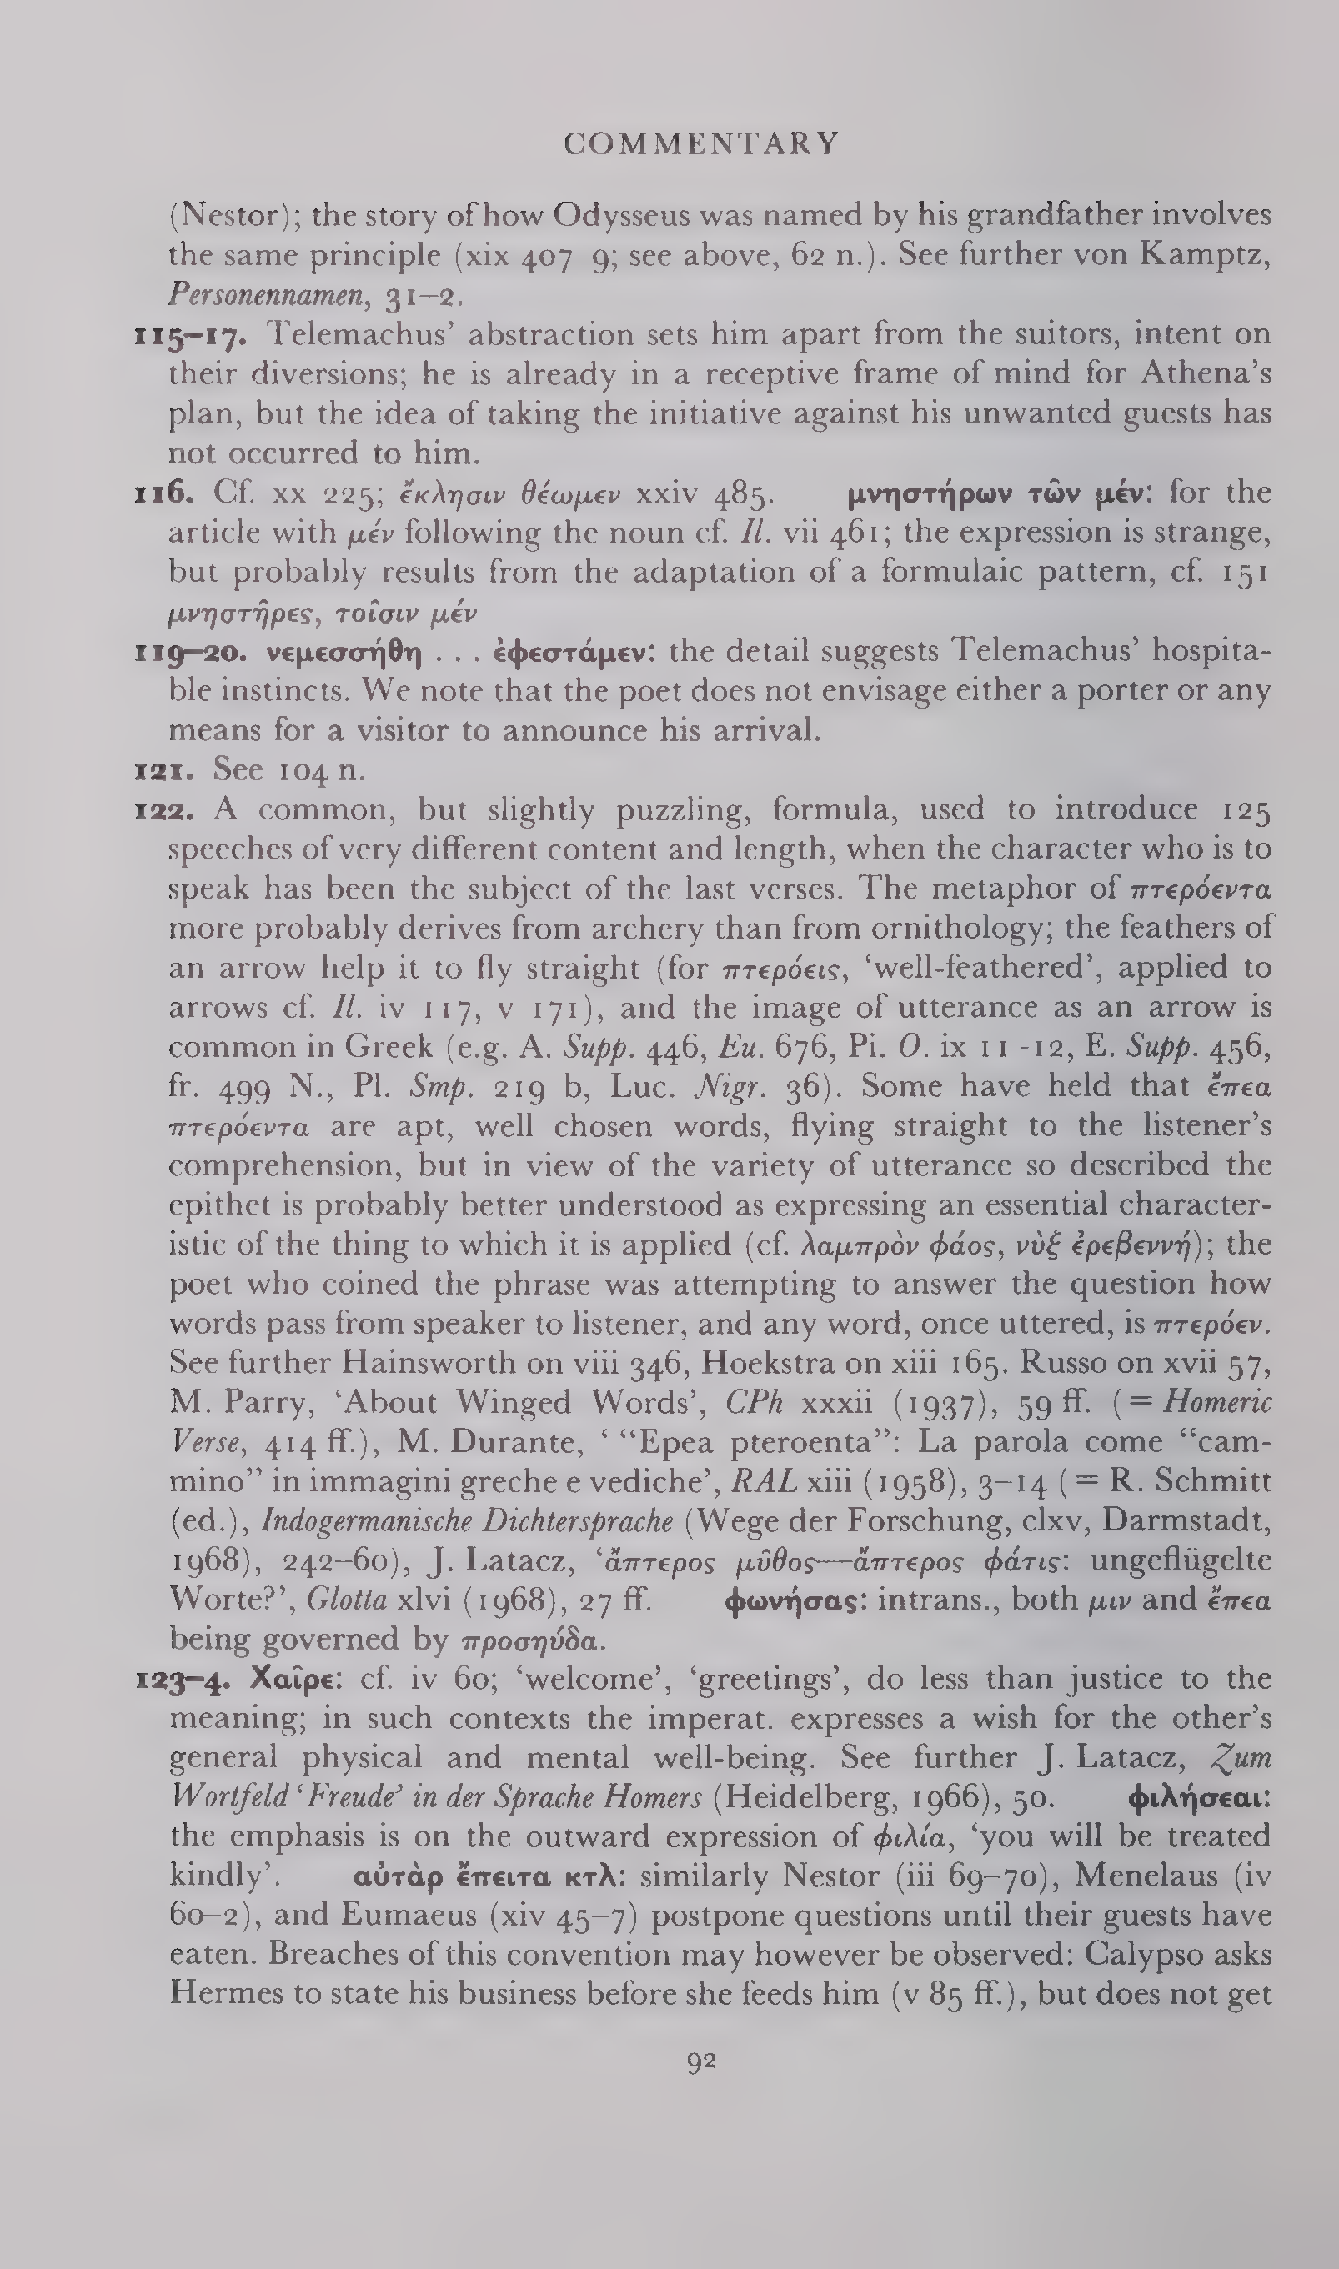 COMMENTARY
(Nestor); the story of how Odysseus was named by his grandfather involves
the same principle (xix 407 9; see above, 62 n.). See further von Kamptz,
Personennamen, 31–2.
115–17. Telemachus’ abstraction sets him apart from the suitors, intent on
their diversions; he is already in a receptive frame of mind for Athena’s
plan, but the idea of taking the initiative against his unwanted guests has
not occurred to him.
116. Cf. xx 225; ἔκλησιν θέωμεν xxiv 485. μνηστήρων τῶν μέν: for the
article with μέν following the noun cf. Il. vii 461; the expression is strange,
but probably results from the adaptation of a formulaic pattern, cf. 151
μνηστῆρες, τοῖσιν μέν
119–20. νεμεσσήθη . . . ἐφεστάμεν: the detail suggests Telemachus’ hospita-
ble instincts. We note that the poet does not envisage either a porter or any
means for a visitor to announce his arrival.
121. See 104 n.
122. A common, but slightly puzzling, formula, used to introduce 125
speeches of very different content and length, when the character who is to
speak has been the subject of the last verses. The metaphor of πτερόεντα
more probably derives from archery than from ornithology; the feathers of
an arrow help it to fly straight (for πτερόεις, ‘well-feathered’, applied to
arrows cf. Il. iv 117, v 171), and the image of utterance as an arrow is
common in Greek (e.g. A. Supp. 446, Eu. 676, Pi. O. ix 11 -12, E. Supp. 456,
fr. 499 N., Pl. Smp. 219 b, Luc. Nigr. 36). Some have held that ἔπεα
πτερόεντα are apt, well chosen words, flying straight to the listener’s
comprehension, but in view of the variety of utterance so described the
epithet is probably better understood as expressing an essential character-
istic of the thing to which it is applied (cf. λαμπρὸν φάος, νὺξ ἐρεβεννή); the
poet who coined the phrase was attempting to answer the question how
words pass from speaker to listener, and any word, once uttered, is πτερόεν.
See further Hainsworth on viii 346, Hoekstra on xiii 165. Russo on xvii 57,
M. Parry, ‘About Winged Words’, CPh xxxii (1937), 59 ff. (= Homeric
Verse, 414 ff.), M. Durante, ‘ “Epea pteroenta”: La parola come “cam-
mino” in immagini greche e vediche’, RAL xiii (1958), 3–14 (= R. Schmitt
(ed.), Indogermanische Dichtersprache (Wege der Forschung, clxv, Darmstadt,
1968), 242–60), J. Latacz, ‘ἄπτερος μῦθος—ἄπτερος φάτις: ungeflügelte
Worte?’, Glotta xlvi (1968), 27 ff. φωνήσας: intrans., both μιν and ἔπεα
being governed by προσηύδα.
123–4. Χαῖρε: cf. iv 60; ‘welcome’, ‘greetings’, do less than justice to the
meaning; in such contexts the imperat. expresses a wish for the other’s
general physical and mental well-being. See further J. Latacz, Zum
Wortfeld ‘Freude’ in der Sprache Homers (Heidelberg, 1966), 50. φιλήσεαι:
the emphasis is on the outward expression of φιλία, ‘you will be treated
kindly’. αὐτὰρ ἔπειτα κτλ: similarly Nestor (iii 69–70), Menelaus (iv
60–2), and Eumaeus (xiv 45–7) postpone questions until their guests have
eaten. Breaches of this convention may however be observed: Calypso asks
Hermes to state his business before she feeds him (v 85 ff.), but does not get
92